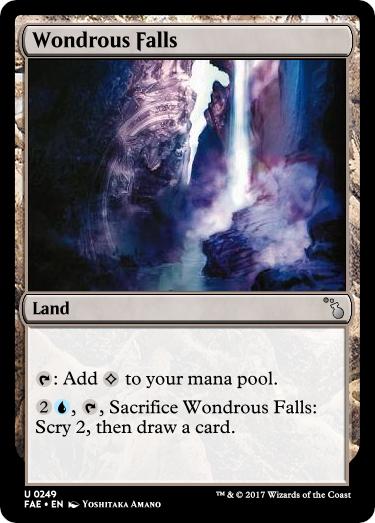 Wondrous Falls
Land
: Add to your mana pool.
2 , , Sacrifice Wondrous Falls:
Scry 2, then draw a card.
U 0249
FAE • EN YOSHITAKA AMANO
™ & © 2017 Wizards of the Coast